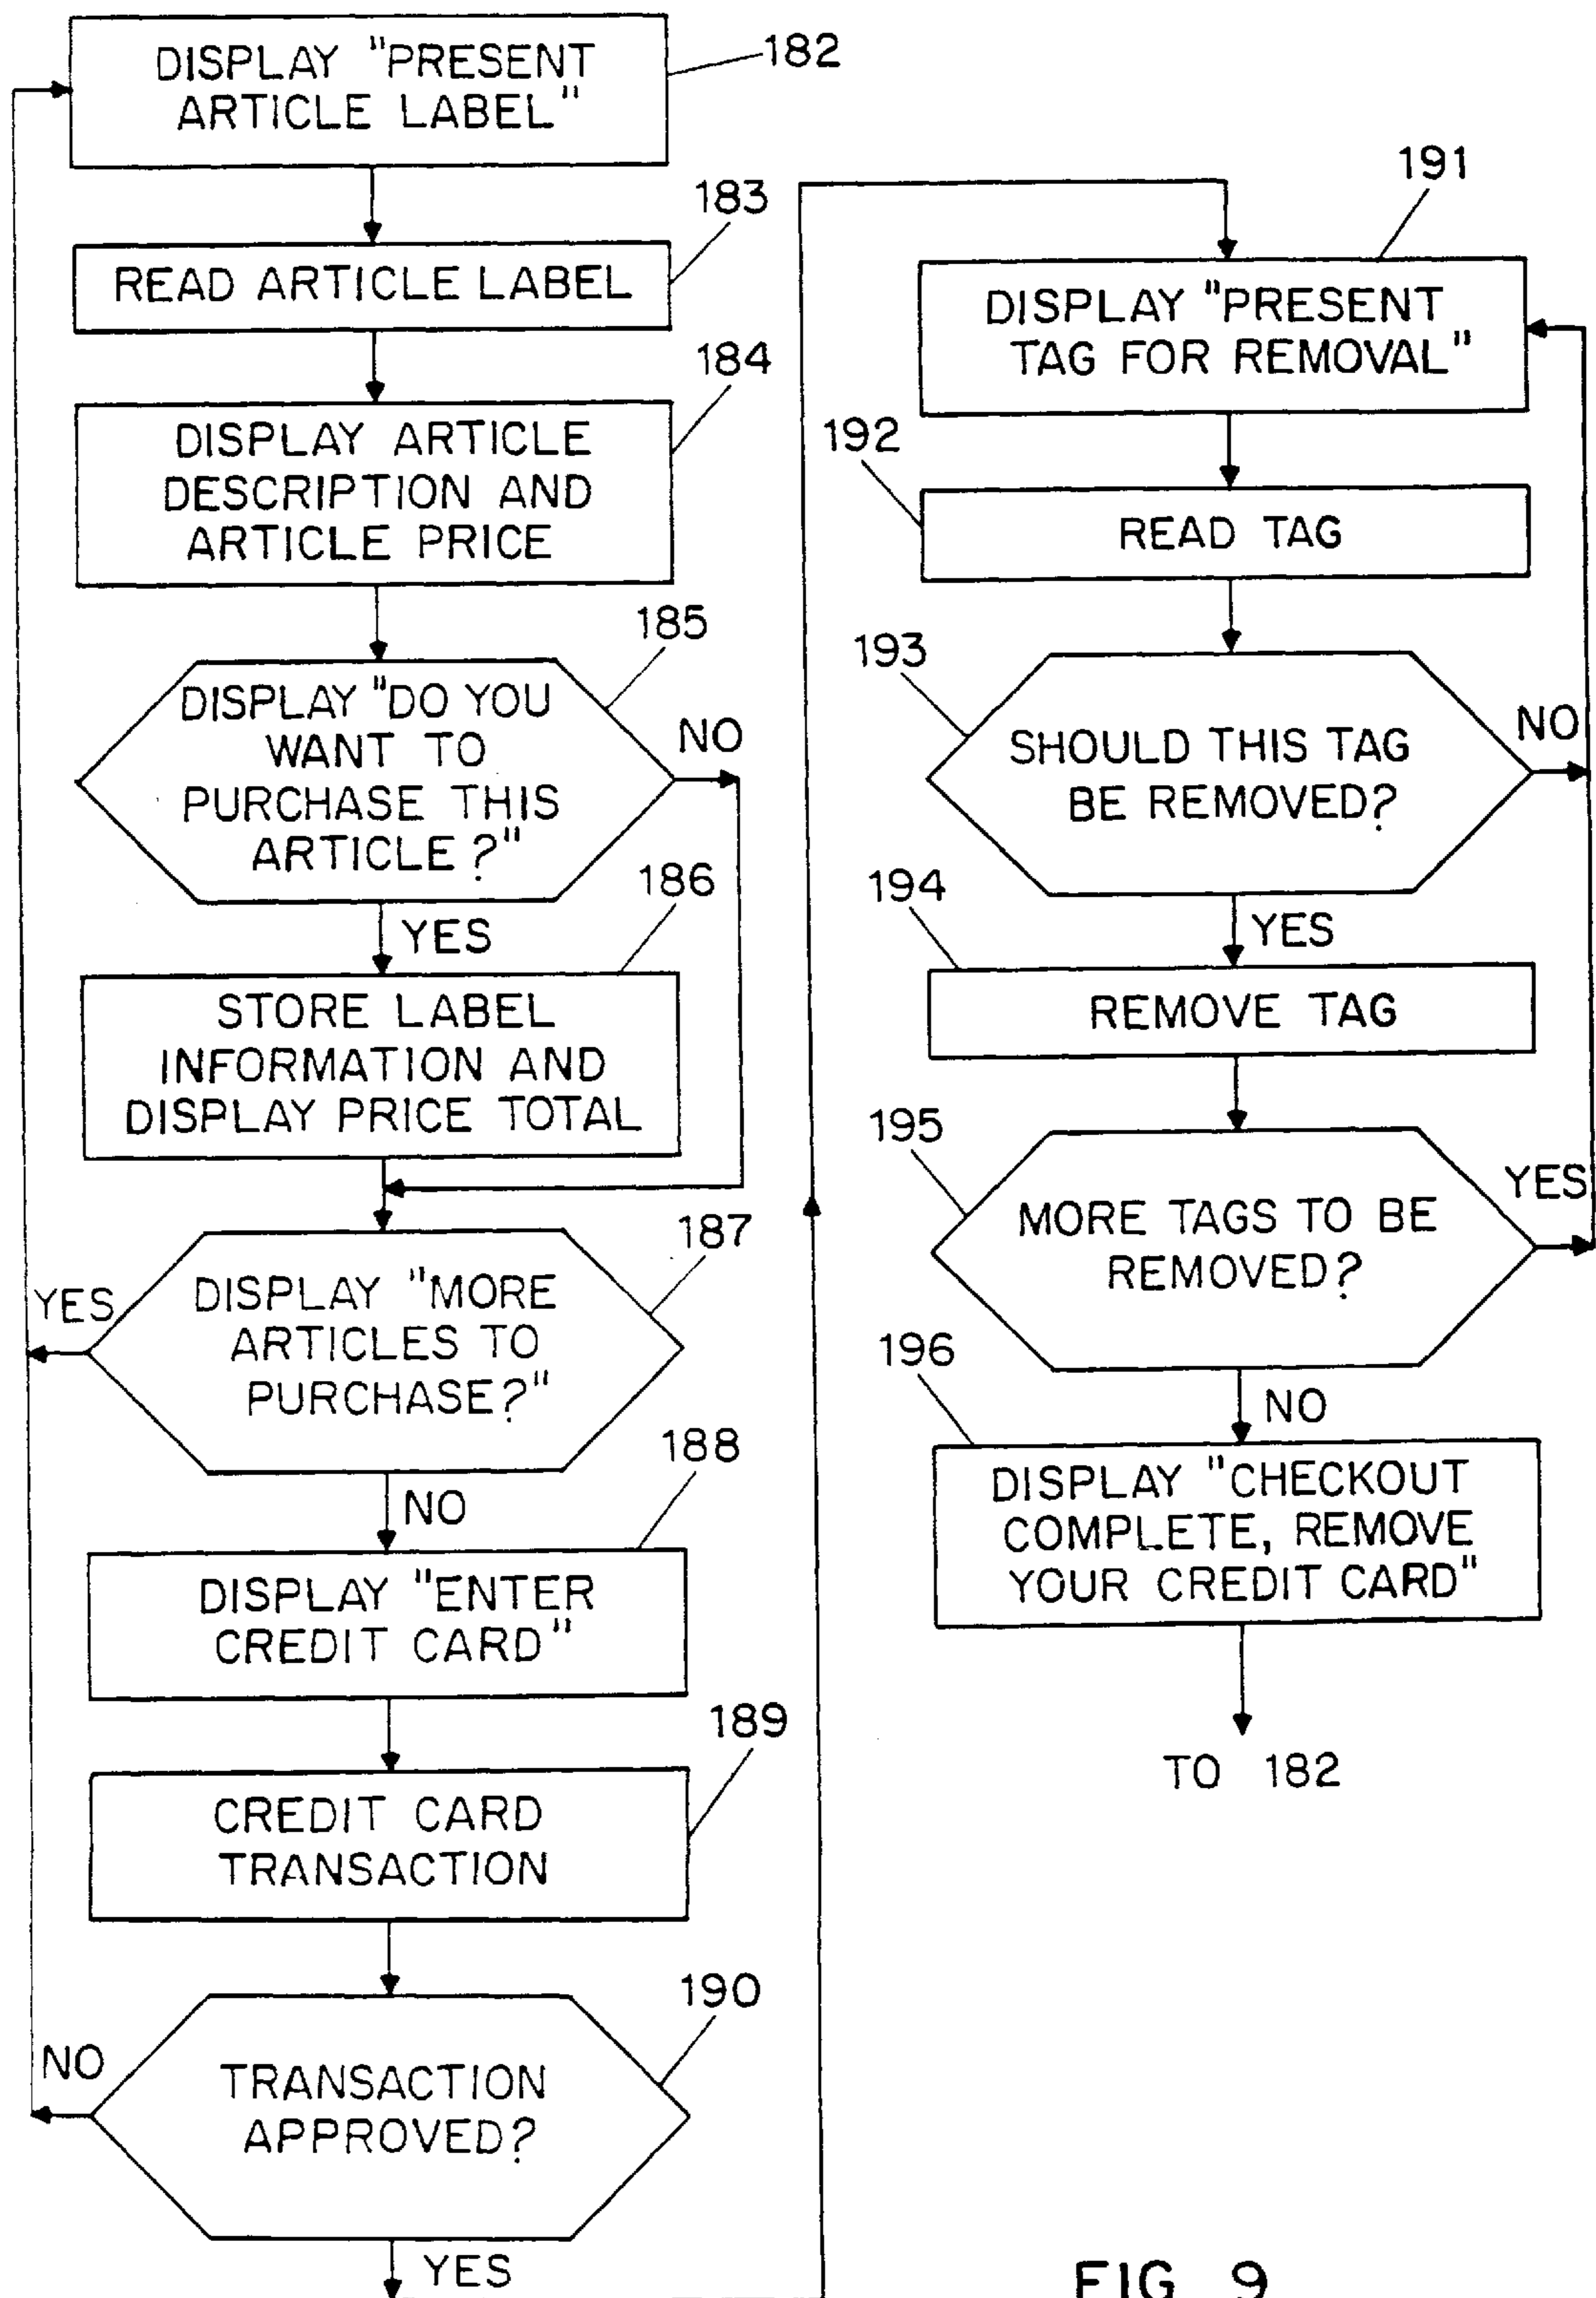 DISPLAY "PRESENT
ARTICLE LABEL"
182
READ ARTICLE LABEL
183
DISPLAY ARTICLE
DESCRIPTION AND
ARTICLE PRICE
184
DISPLAY "DO YOU
WANT TO
PURCHASE THIS
ARTICLE?"
185
NO
YES
STORE LABEL
INFORMATION AND
DISPLAY PRICE TOTAL
186
DISPLAY "MORE
ARTICLES TO
PURCHASE?"
187
YES
NO
DISPLAY "ENTER
CREDIT CARD"
188
CREDIT CARD
TRANSACTION
189
TRANSACTION
APPROVED?
190
NO
YES
DISPLAY "PRESENT
TAG FOR REMOVAL"
191
READ TAG
192
SHOULD THIS TAG
BE REMOVED?
193
NO
YES
REMOVE TAG
194
MORE TAGS TO BE
REMOVED?
195
YES
NO
DISPLAY "CHECKOUT
COMPLETE, REMOVE
YOUR CREDIT CARD"
196
TO 182
FIG 9